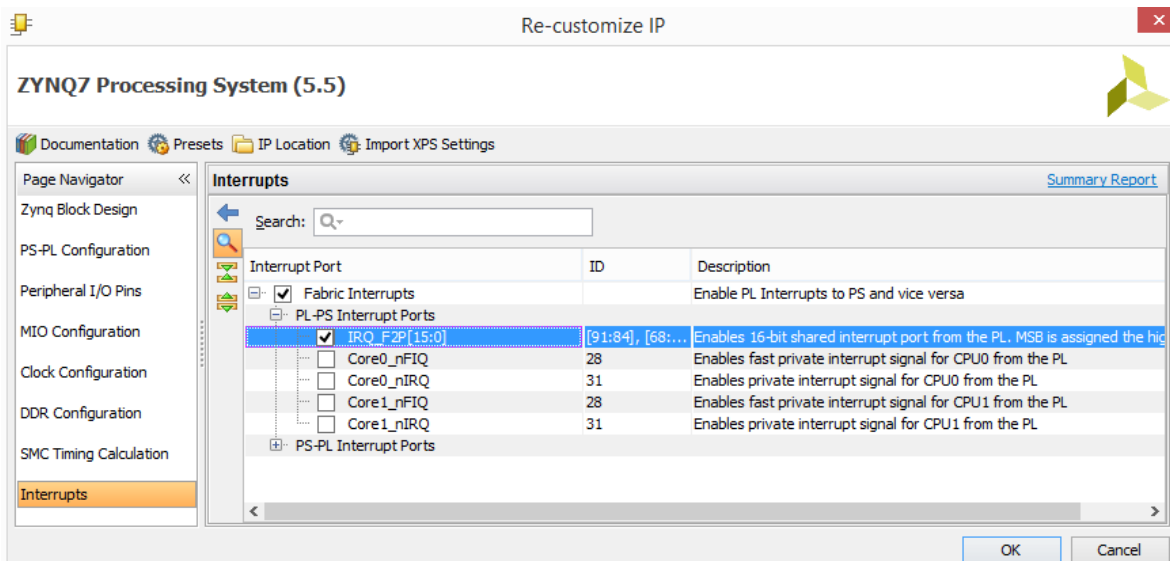 Re-customize IP
ZYNQ7 Processing System (5.5)
Documentation Presets IP Location Import XPS Settings
Page Navigator «
Zynq Block Design
PS-PL Configuration
Peripheral I/O Pins
MIO Configuration
Clock Configuration
DDR Configuration
SMC Timing Calculation
Interrupts
Interrupts Summary Report
Search:
Interrupt Port ID Description
Fabric Interrupts Enable PL Interrupts to PS and vice versa
PL-PS Interrupt Ports
IRQ_F2P[15:0] [91:84], [68:... Enables 16-bit shared interrupt port from the PL. MSB is assigned the hig
Core0_nFIQ 28 Enables fast private interrupt signal for CPU0 from the PL
Core0_nIRQ 31 Enables private interrupt signal for CPU0 from the PL
Core1_nFIQ 28 Enables fast private interrupt signal for CPU1 from the PL
Core1_nIRQ 31 Enables private interrupt signal for CPU1 from the PL
PS-PL Interrupt Ports
OK Cancel